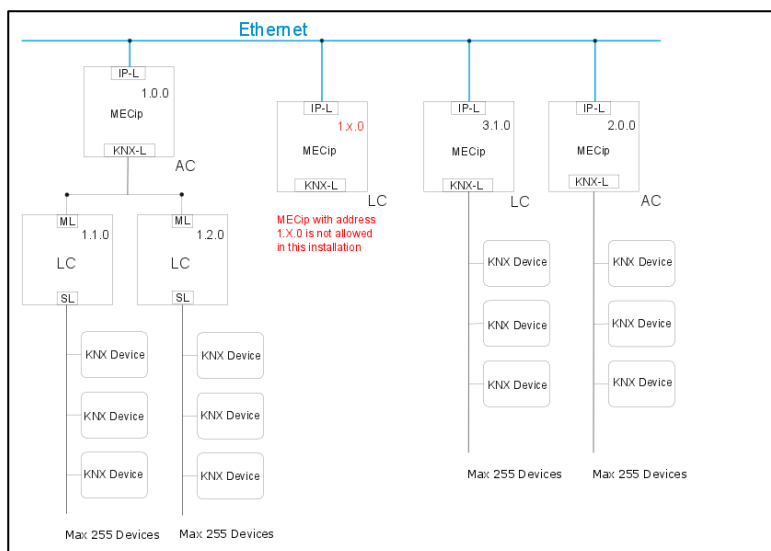 Ethernet
IP-L
1.0.0
MECip
KNX-L
AC
ML
1.1.0
LC
SL
KNX Device
KNX Device
KNX Device
Max 255 Devices
ML
1.2.0
LC
SL
KNX Device
KNX Device
KNX Device
Max 255 Devices
IP-L
1.x.0
MECip
KNX-L
LC
MECip with address
1.X.0 is not allowed
in this installation
IP-L
3.1.0
MECip
KNX-L
LC
KNX Device
KNX Device
KNX Device
Max 255 Devices
IP-L
2.0.0
MECip
KNX-L
AC
KNX Device
KNX Device
KNX Device
Max 255 Devices